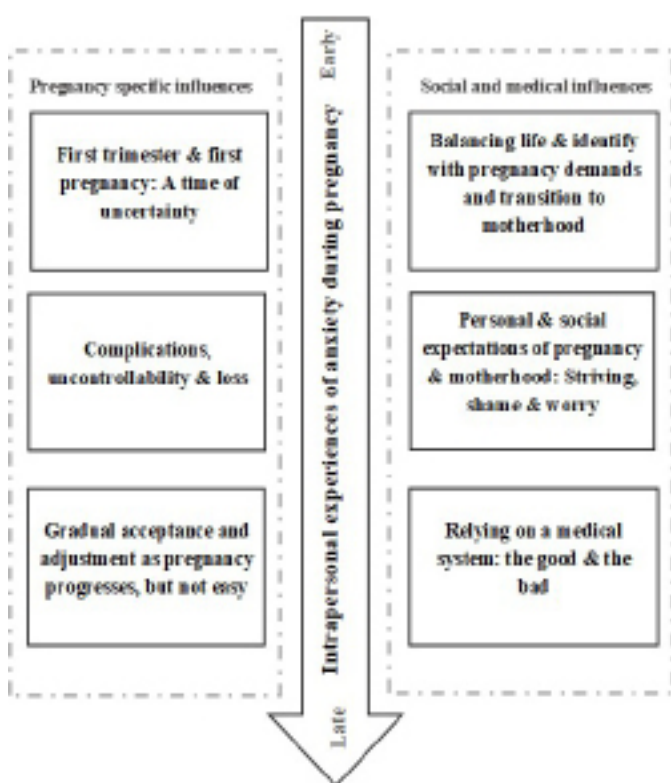 Pregnancy specific influences
First trimester & first
pregnancy: A time of
uncertainty
Complications,
uncontrollability & loss
Gradual acceptance and
adjustment as pregnancy
progresses, but not easy
Early
Intrapersonal experiences of anxiety during pregnancy
Late
Social and medical influences
Balancing life & identify
with pregnancy demands
and transition to
motherhood
Personal & social
expectations of pregnancy
& motherhood: Striving,
shame & worry
Relying on a medical
system: the good & the
bad